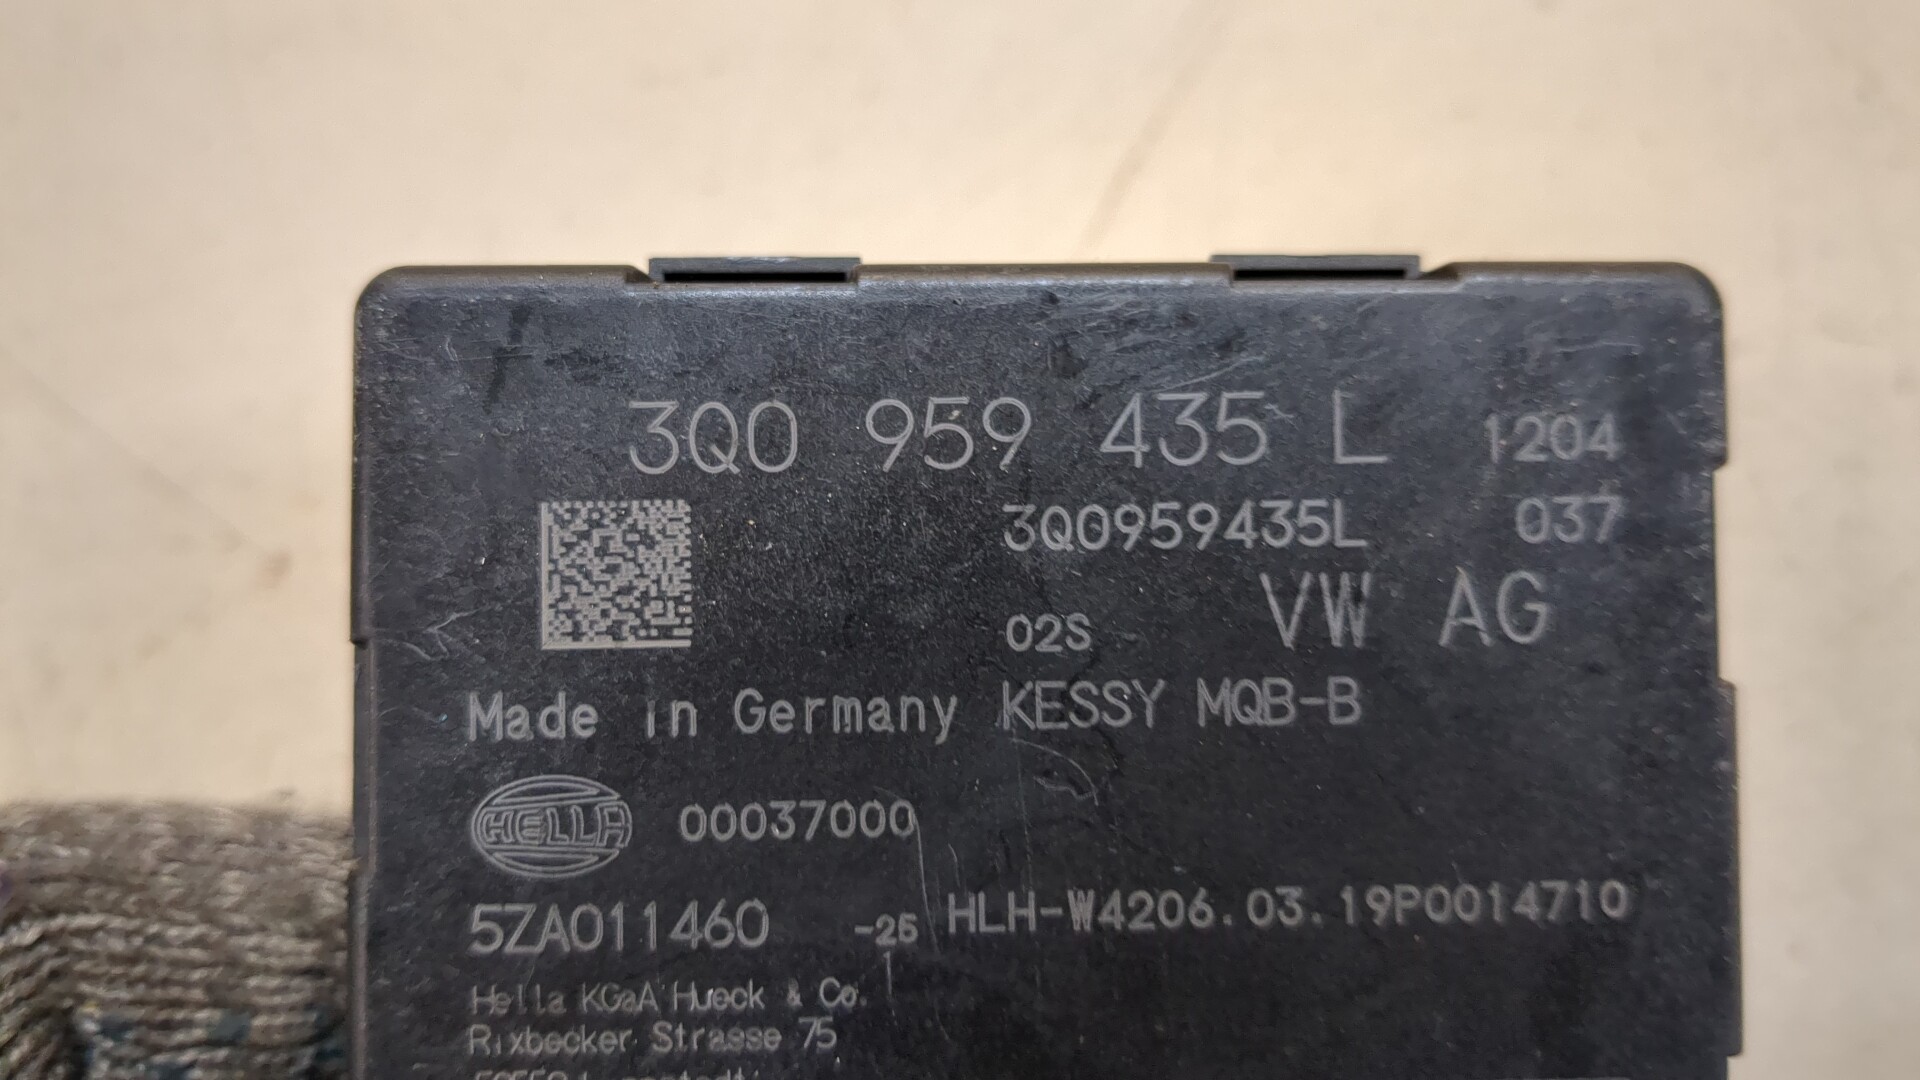 3Q0 959 435 L 1204
3Q0959435L 037
02S VW AG
Made in Germany KESSY MQB-B
HELLA 00037000
5ZA011460 -25 HLH-W4206.03.19P0014710
Hella KGaA Hueck & Co.
Rixbecker Strasse 75